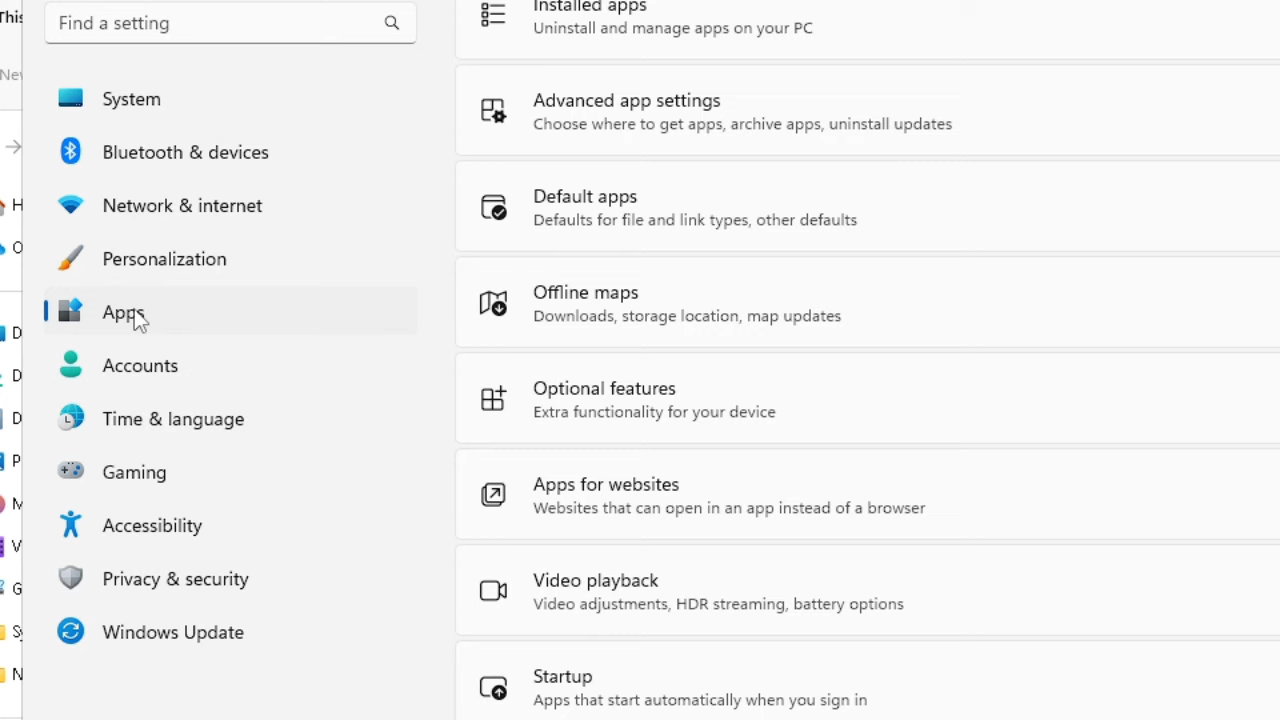 This
New
Find a setting
System
Bluetooth & devices
Network & internet
Personalization
Apps
Accounts
Time & language
Gaming
Accessibility
Privacy & security
Windows Update
Installed apps
Uninstall and manage apps on your PC
Advanced app settings
Choose where to get apps, archive apps, uninstall updates
Default apps
Defaults for file and link types, other defaults
Offline maps
Downloads, storage location, map updates
Optional features
Extra functionality for your device
Apps for websites
Websites that can open in an app instead of a browser
Video playback
Video adjustments, HDR streaming, battery options
Startup
Apps that start automatically when you sign in